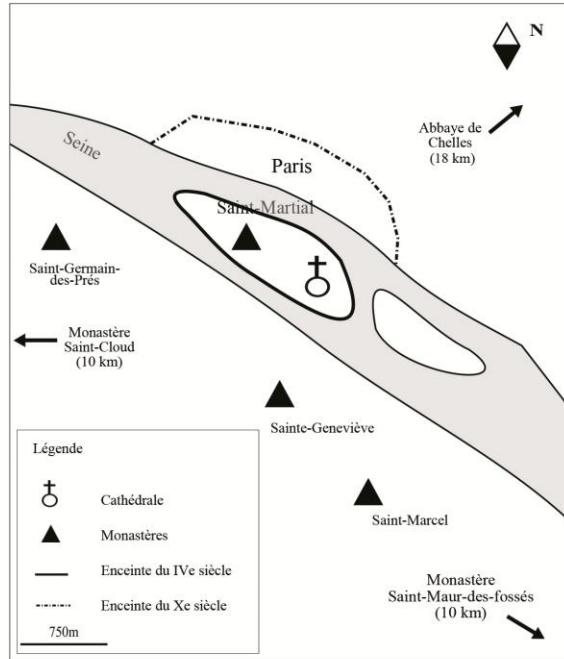 N
Abbaye de
Chelles
(18 km)
Seine
Paris
Saint-Martial
Saint-Germain-
des-Prés
Monastère
Saint-Cloud
(10 km)
Sainte-Geneviève
Saint-Marcel
Monastère
Saint-Maur-des-fossés
(10 km)
Légende
Cathédrale
Monastères
Enceinte du IVe siècle
Enceinte du Xe siècle
750m